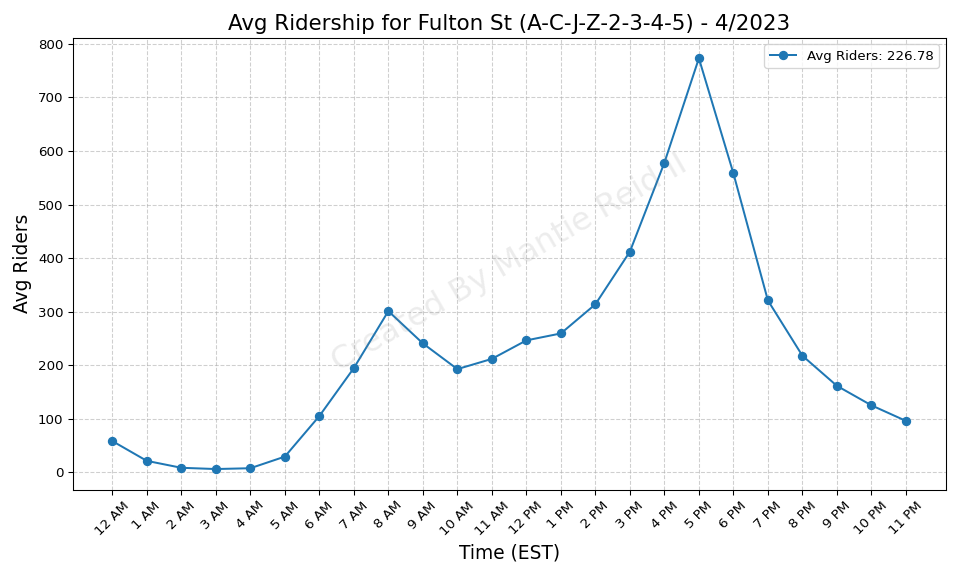 Avg Ridership for Fulton St (A-C-J-Z-2-3-4-5) - 4/2023
Avg Riders: 226.78
800
700
600
500
400
300
200
100
0
Avg Riders
Created By Mantle Reid II
12 AM
1 AM
2 AM
3 AM
4 AM
5 AM
6 AM
7 AM
8 AM
9 AM
10 AM
11 AM
12 PM
1 PM
2 PM
3 PM
4 PM
5 PM
6 PM
7 PM
8 PM
9 PM
10 PM
11 PM
Time (EST)